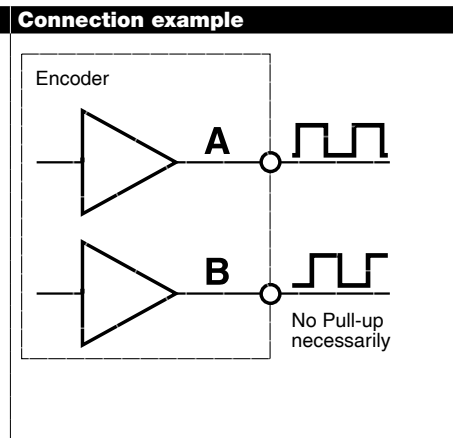 Connection example
Encoder
A
B
No Pull-up
necessarily